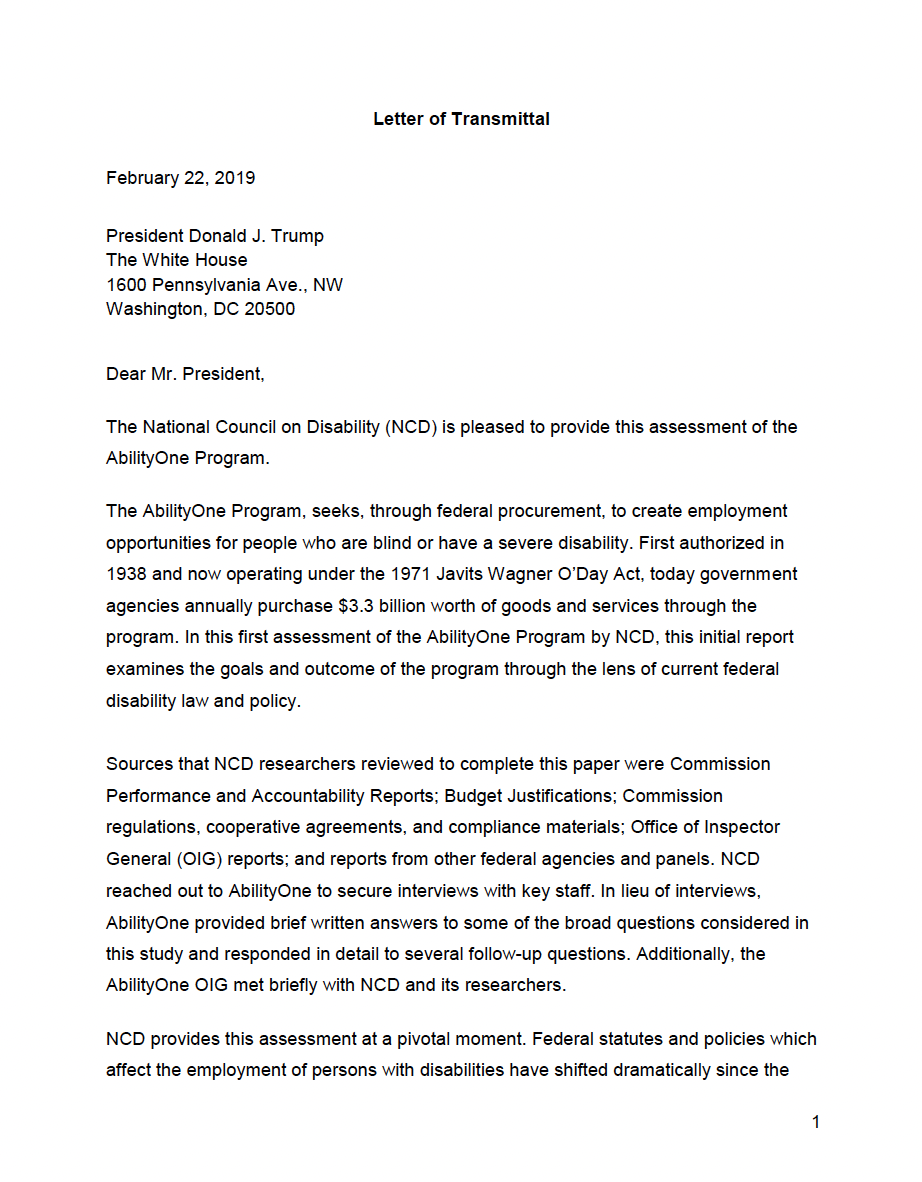 Letter of Transmittal
February 22, 2019
President Donald J. Trump
The White House
1600 Pennsylvania Ave., NW
Washington, DC 20500
Dear Mr. President,
The National Council on Disability (NCD) is pleased to provide this assessment of the
AbilityOne Program.
The AbilityOne Program, seeks, through federal procurement, to create employment
opportunities for people who are blind or have a severe disability. First authorized in
1938 and now operating under the 1971 Javits Wagner O’Day Act, today government
agencies annually purchase $3.3 billion worth of goods and services through the
program. In this first assessment of the AbilityOne Program by NCD, this initial report
examines the goals and outcome of the program through the lens of current federal
disability law and policy.
Sources that NCD researchers reviewed to complete this paper were Commission
Performance and Accountability Reports; Budget Justifications; Commission
regulations, cooperative agreements, and compliance materials; Office of Inspector
General (OIG) reports; and reports from other federal agencies and panels. NCD
reached out to AbilityOne to secure interviews with key staff. In lieu of interviews,
AbilityOne provided brief written answers to some of the broad questions considered in
this study and responded in detail to several follow-up questions. Additionally, the
AbilityOne OIG met briefly with NCD and its researchers.
NCD provides this assessment at a pivotal moment. Federal statutes and policies which
affect the employment of persons with disabilities have shifted dramatically since the
1